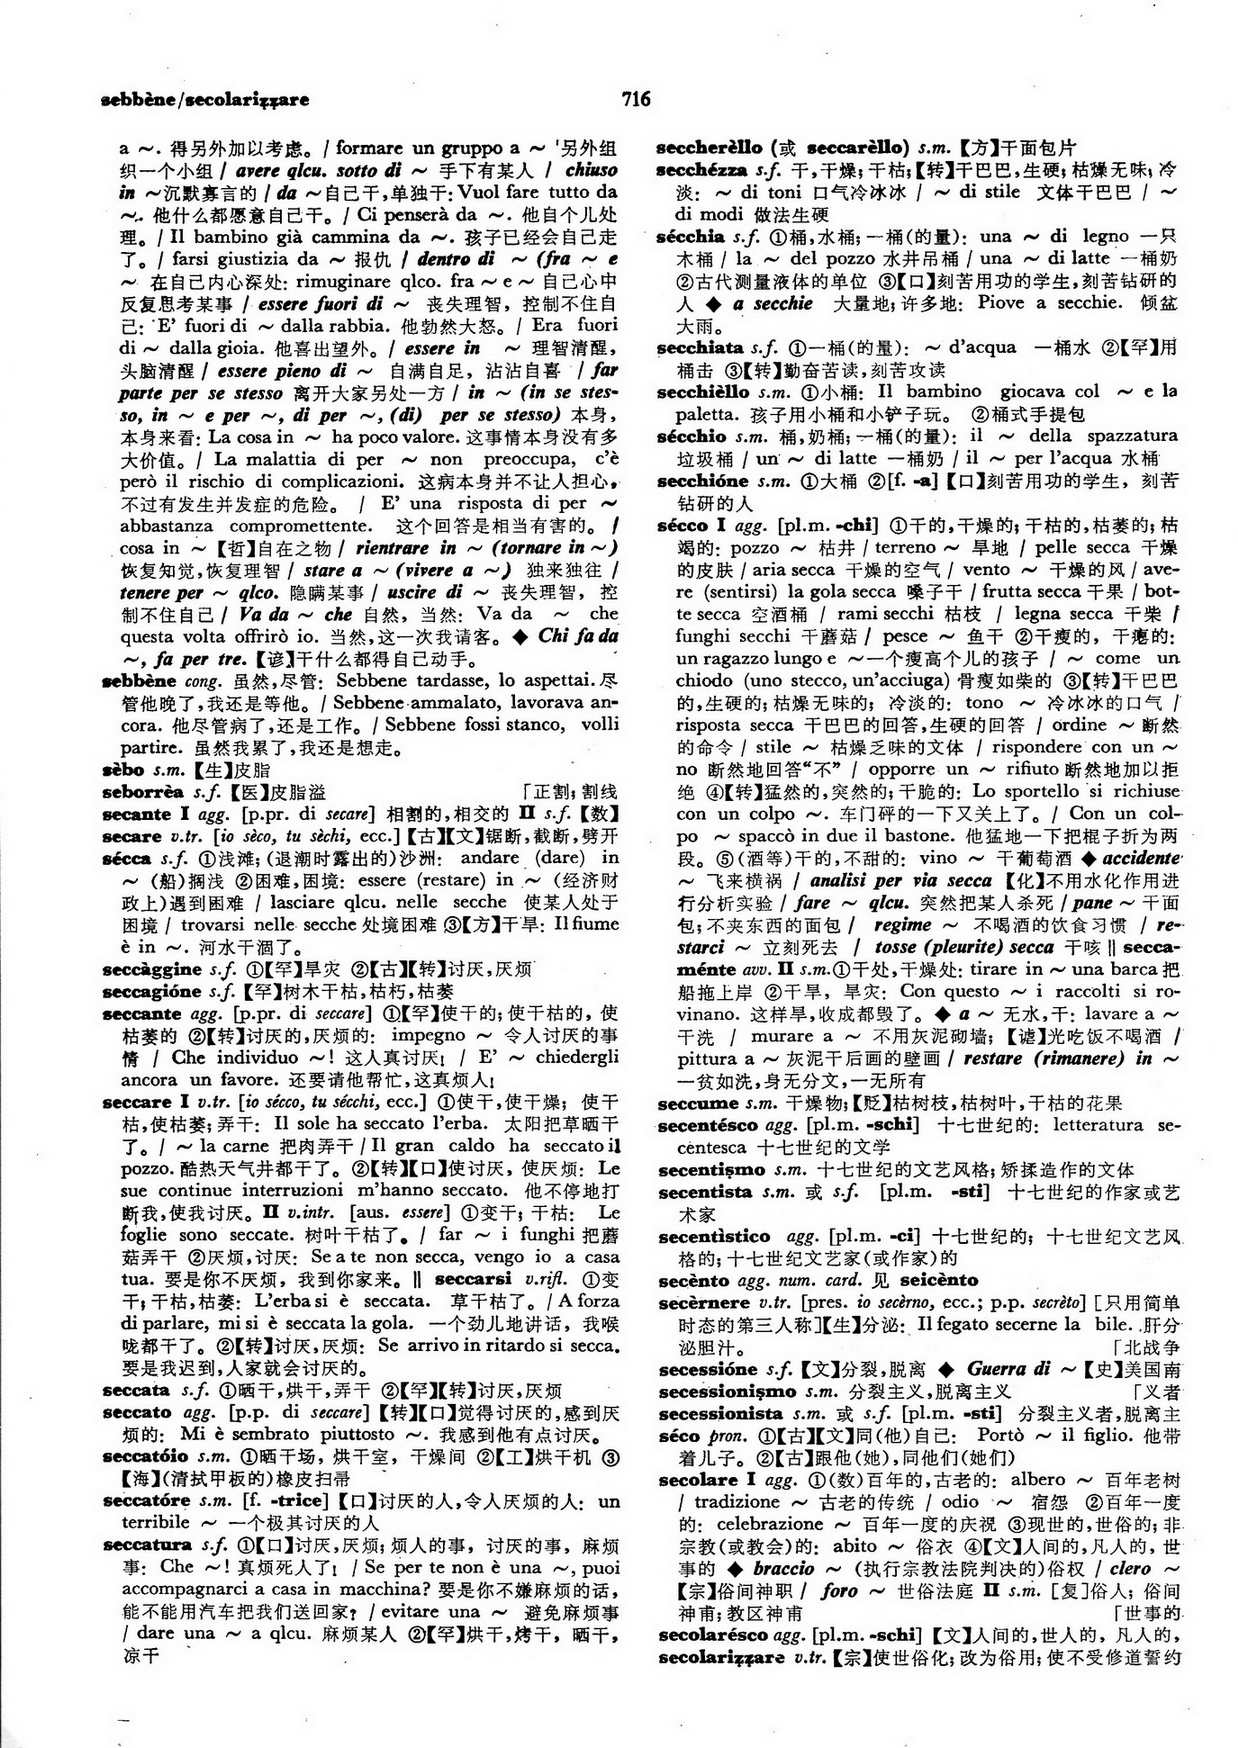 sebbène/secolariẓẓare
716
a ～. 得另外加以考虑。/ formare un gruppo a ～ 另外组
织一个小组 / avere qlcu. sotto di ～ 手下有某人 / chiuso
in ～沉默寡言的 / da ～自己干,单独干: Vuol fare tutto da
～. 他什么都愿意自己干。/ Ci penserà da ～. 他自个儿处
理。/ Il bambino già cammina da ～. 孩子已经会自己走
了。/ farsi giustizia da ～ 报仇 / dentro di ～ (fra ～ e
～ 在自己内心深处: rimuginare qlco. fra～e～自己心中
反复思考某事 / essere fuori di ～ 丧失理智, 控制不住自
己: E' fuori di ～ dalla rabbia. 他勃然大怒。/ Era fuori
di～ dalla gioia. 他喜出望外。/ essere in ～ 理智清醒,
头脑清醒 / essere pieno di ～ 自满自足, 沾沾自喜 / far
parte per se stesso 离开大家另处一方 / in ～ (in se stes-
so, in ～ e per ～, di per ～, (di) per se stesso) 本身,
本身来看: La cosa in ～ ha poco valore. 这事情本身没有多
大价值。/ La malattia di per ～ non preoccupa, c'è
però il rischio di complicazioni. 这病本身并不让人担心,
不过有发生并发症的危险。 / E' una risposta di per ～
abbastanza compromettente. 这个回答是相当有害的。 /
cosa in ～【哲】自在之物 / rientrare in ～ (tornare in ～)
恢复知觉,恢复理智 / stare a ～ (vivere a ～) 独来独往 /
tenere per ～ qlco. 隐瞒某事 / uscire di ～ 丧失理智, 控
制不住自己 / Va da ～ che 自然, 当然: Va da ～ che
questa volta offrirò io. 当然,这一次我请客。◆ Chi fa da
～, fa per tre.【谚】干什么都得自己动手。
sebbène cong. 虽然,尽管: Sebbene tardasse, lo aspettai. 尽
管他晚了,我还是等他。/ Sebbene ammalato, lavorava an-
cora. 他尽管病了,还是工作。/ Sebbene fossi stanco, volli
partire. 虽然我累了,我还是想走。
sèbo s.m.【生】皮脂
seborrèa s.f.【医】皮脂溢 「正割; 割线
secante I agg. [p.pr. di secare] 相割的,相交的 II s.f.【数】
secare v.tr. [io sèco, tu sèchi, ecc.]【古】【文】锯断,截断,劈开
sécca s.f. ①浅滩; (退潮时露出的)沙洲: andare (dare) in
～ (船)搁浅 ②困难,困境: essere (restare) in ～ (经济财
政上)遇到困难 / lasciare qlcu. nelle secche 使某人处于
困境 / trovarsi nelle secche 处境困难 ③【方】干旱: Il fiume
è in ～. 河水干涸了。
seccàggine s.f. ①【罕】旱灾 ②【古】【转】讨厌,厌烦
seccagióne s.f.【罕】树木干枯,枯朽,枯萎
seccante agg. [p.pr. di seccare] ①【罕】使干的; 使干枯的, 使
枯萎的 ②【转】讨厌的,厌烦的: impegno ～ 令人讨厌的事
情 / Che individuo ～! 这人真讨厌! / E' ～ chiedergli
ancora un favore. 还要请他帮忙,这真烦人!
seccare I v.tr. [io sécco, tu sécchi, ecc.] ①使干,使干燥; 使干
枯,使枯萎; 弄干: Il sole ha seccato l'erba. 太阳把草晒干
了。/ ～ la carne 把肉弄干 / Il gran caldo ha seccato il
pozzo. 酷热天气井都干了。②【转】【口】使讨厌, 使厌烦: Le
sue continue interruzioni m'hanno seccato. 他不停地打
断我,使我讨厌。II v.intr. [aus. essere] ①变干; 干枯: Le
foglie sono seccate. 树叶干枯了。/ far ～ i funghi 把蘑
菇弄干 ②厌烦,讨厌: Se a te non secca, vengo io a casa
tua. 要是你不厌烦, 我到你家来。‖ seccarsi v.rifl. ①变
干; 干枯,枯萎: L'erba si è seccata. 草干枯了。/ A forza
di parlare, mi si è seccata la gola. 一个劲儿地讲话, 我喉
咙都干了。②【转】讨厌,厌烦: Se arrivo in ritardo si secca.
要是我迟到,人家就会讨厌的。
seccata s.f. ①晒干,烘干,弄干 ②【罕】【转】讨厌,厌烦
seccato agg. [p.p. di seccare]【转】【口】觉得讨厌的,感到厌
烦的: Mi è sembrato piuttosto ～. 我感到他有点讨厌。
seccatóio s.m. ①晒干场, 烘干室, 干燥间 ②【工】烘干机 ③
【海】(清拭甲板的)橡皮扫帚
seccatóre s.m. [f. -trice]【口】讨厌的人,令人厌烦的人: un
terribile ～ 一个极其讨厌的人
seccatura s.f. ①【口】讨厌,厌烦; 烦人的事, 讨厌的事, 麻烦
事: Che ～! 真烦死人了! / Se per te non è una ～, puoi
accompagnarci a casa in macchina? 要是你不嫌麻烦的话,
能不能用汽车把我们送回家? / evitare una ～ 避免麻烦事
/ dare una ～ a qlcu. 麻烦某人 ②【罕】烘干,烤干, 晒干,
凉干
seccherèllo (或 seccarèllo) s.m.【方】干面包片
secchézza s.f. 干,干燥; 干枯;【转】干巴巴,生硬; 枯燥无味; 冷
淡: ～ di toni 口气冷冰冰 / ～ di stile 文体干巴巴 / ～
di modi 做法生硬
sécchia s.f. ①桶,水桶; 一桶(的量): una ～ di legno 一只
木桶 / la ～ del pozzo 水井吊桶 / una ～ di latte 一桶奶
②古代测量液体的单位 ③【口】刻苦用功的学生,刻苦钻研的
人 ◆ a secchie 大量地; 许多地: Piove a secchie. 倾盆
大雨。
secchiata s.f. ①一桶(的量): ～ d'acqua 一桶水 ②【罕】用
桶击 ③【转】勤奋苦读,刻苦攻读
secchièllo s.m. ①小桶: Il bambino giocava col ～ e la
paletta. 孩子用小桶和小铲子玩。 ②桶式手提包
sécchio s.m. 桶,奶桶; 一桶(的量): il ～ della spazzatura
垃圾桶 / un ～ di latte 一桶奶 / il ～ per l'acqua 水桶
secchióne s.m. ①大桶 ②[f. -a]【口】刻苦用功的学生, 刻苦
钻研的人
sécco I agg. [pl.m. -chi] ①干的,干燥的; 干枯的,枯萎的; 枯
竭的: pozzo ～ 枯井 / terreno ～ 旱地 / pelle secca 干燥
的皮肤 / aria secca 干燥的空气 / vento ～ 干燥的风 / ave-
re (sentirsi) la gola secca 嗓子干 / frutta secca 干果 / bot-
te secca 空酒桶 / rami secchi 枯枝 / legna secca 干柴 /
funghi secchi 干蘑菇 / pesce ～ 鱼干 ②干瘦的, 干瘪的:
un ragazzo lungo e ～一个瘦高个儿的孩子 / ～ come un
chiodo (uno stecco, un'acciuga) 骨瘦如柴的 ③【转】干巴巴
的,生硬的; 枯燥无味的; 冷淡的: tono ～ 冷冰冰的口气 /
risposta secca 干巴巴的回答,生硬的回答 / ordine ～ 断然
的命令 / stile ～ 枯燥乏味的文体 / rispondere con un ～
no 断然地回答“不” / opporre un ～ rifiuto 断然地加以拒
绝 ④【转】猛然的,突然的; 干脆的: Lo sportello si richiuse
con un colpo ～. 车门砰的一下又关上了。/ Con un col-
po ～ spaccò in due il bastone. 他猛地一下把棍子折为两
段。⑤(酒等)干的,不甜的: vino ～ 干葡萄酒 ◆ accidente
～ 飞来横祸 / analisi per via secca【化】不用水化作用进
行分析实验 / fare ～ qlcu. 突然把某人杀死 / pane ～ 干面
包; 不夹东西的面包 / regime ～ 不喝酒的饮食习惯 / re-
starci ～ 立刻死去 / tosse (pleurite) secca 干咳 ‖ secca-
ménte avv. II s.m. ①干处,干燥处: tirare in ～ una barca 把
船拖上岸 ②干旱, 旱灾: Con questo ～ i raccolti si ro-
vinano. 这样旱,收成都毁了。◆ a ～ 无水,干: lavare a ～
干洗 / murare a ～ 不用灰泥砌墙;【谑】光吃饭不喝酒 /
pittura a ～ 灰泥干后画的壁画 / restare (rimanere) in ～
一贫如洗,身无分文,一无所有
seccume s.m. 干燥物;【贬】枯树枝,枯树叶,干枯的花果
secentésco agg. [pl.m. -schi] 十七世纪的: letteratura se-
centesca 十七世纪的文学
secentiṣmo s.m. 十七世纪的文艺风格; 矫揉造作的文体
secentista s.m. 或 s.f. [pl.m. -sti] 十七世纪的作家或艺
术家
secentìstico agg. [pl.m. -ci] 十七世纪的; 十七世纪文艺风
格的; 十七世纪文艺家(或作家)的
secènto agg. num. card. 见 seicènto
secèrnere v.tr. [pres. io secèrno, ecc.; p.p. secrèto] [只用简单
时态的第三人称]【生】分泌: Il fegato secerne la bile. 肝分
泌胆汁。 「北战争
secessióne s.f.【文】分裂,脱离 ◆ Guerra di ～【史】美国南
secessioniṣmo s.m. 分裂主义,脱离主义 「义者
secessionista s.m. 或 s.f. [pl.m. -sti] 分裂主义者,脱离主
séco pron. ①【古】【文】同(他)自己: Portò ～ il figlio. 他带
着儿子。②【古】跟他(她),同他们(她们)
secolare I agg. ①(数)百年的,古老的: albero ～ 百年老树
/ tradizione ～ 古老的传统 / odio ～ 宿怨 ②百年一度
的: celebrazione ～ 百年一度的庆祝 ③现世的,世俗的; 非
宗教(或教会)的: abito ～ 俗衣 ④【文】人间的,凡人的, 世
事的 ◆ braccio ～ (执行宗教法院判决的)俗权 / clero ～
【宗】俗间神职 / foro ～ 世俗法庭 II s.m. [复]俗人; 俗间
神甫; 教区神甫 「世事的
secolarésco agg. [pl.m. -schi]【文】人间的,世人的, 凡人的,
secolariẓẓare v.tr.【宗】使世俗化; 改为俗用; 使不受修道誓约